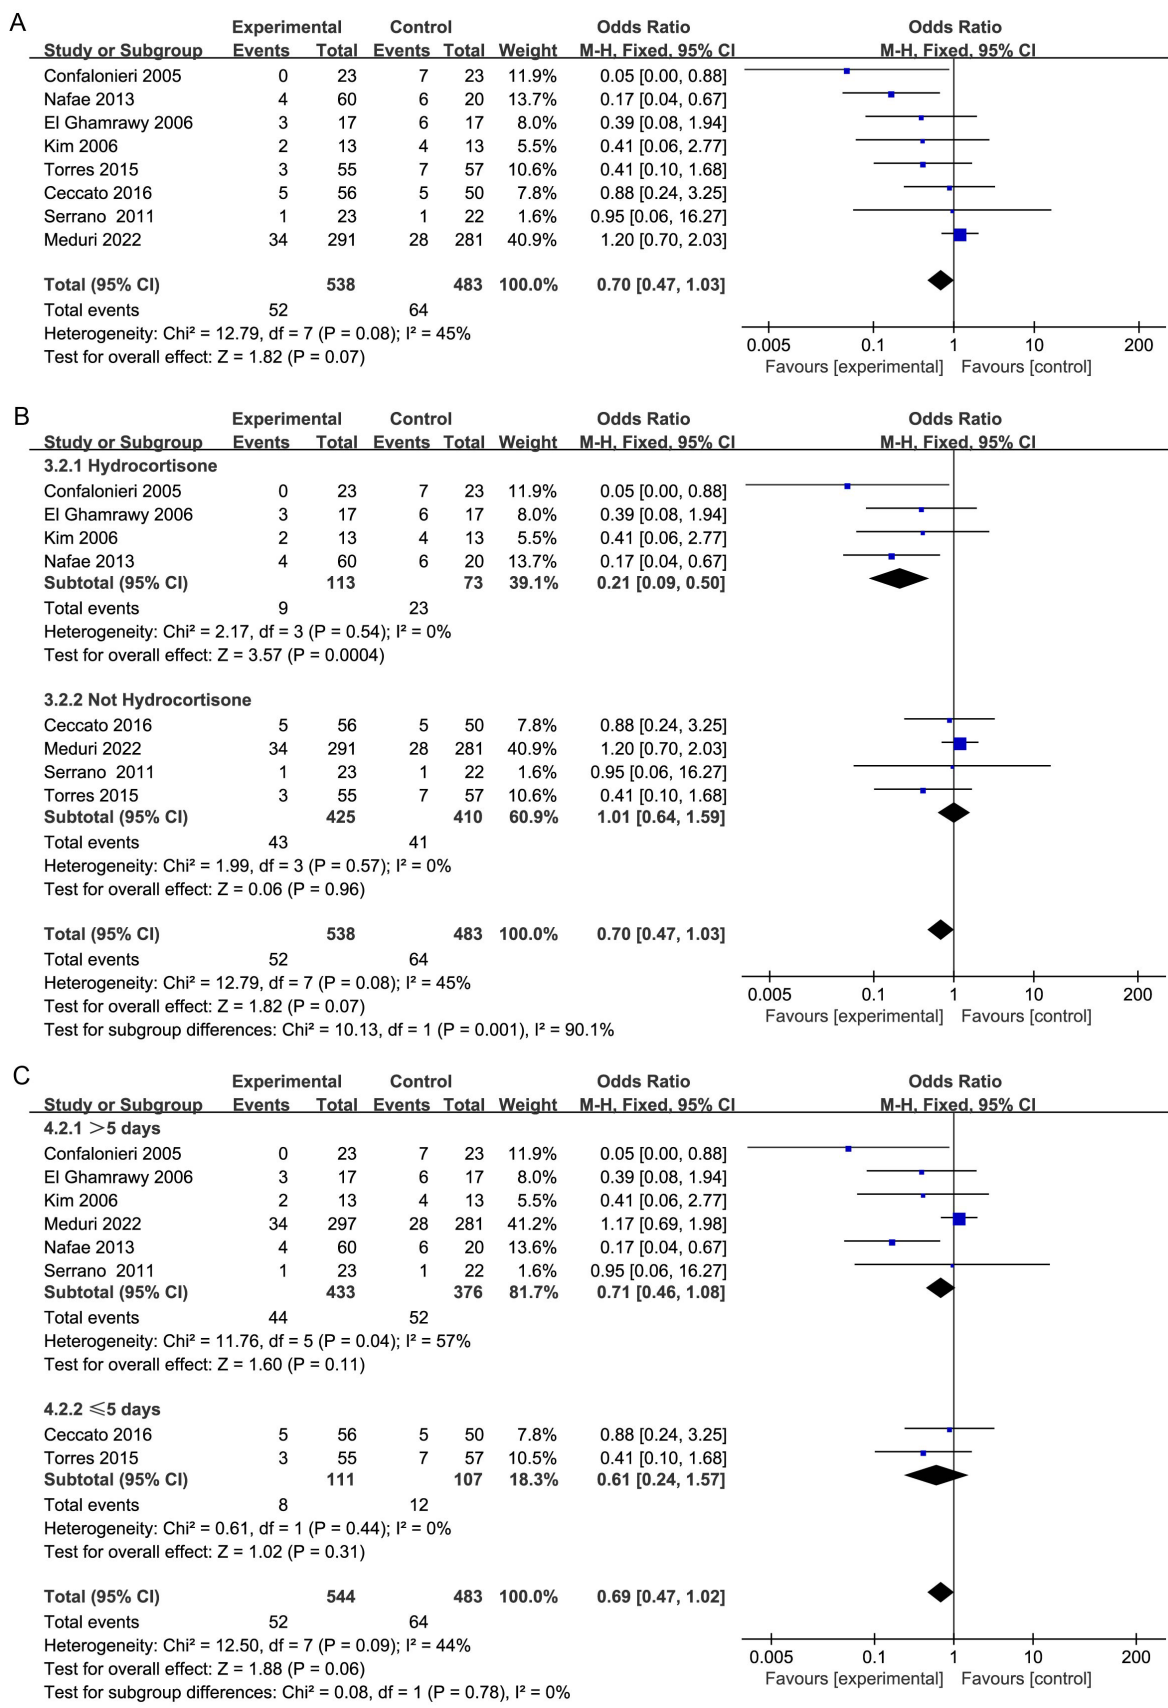 A
Experimental Control Odds Ratio Odds Ratio
Study or Subgroup Events Total Events Total Weight M-H, Fixed, 95% CI M-H, Fixed, 95% CI
Confalonieri 2005 0 23 7 23 11.9% 0.05 [0.00, 0.88]
Nafae 2013 4 60 6 20 13.7% 0.17 [0.04, 0.67]
El Ghamrawy 2006 3 17 6 17 8.0% 0.39 [0.08, 1.94]
Kim 2006 2 13 4 13 5.5% 0.41 [0.06, 2.77]
Torres 2015 3 55 7 57 10.6% 0.41 [0.10, 1.68]
Ceccato 2016 5 56 5 50 7.8% 0.88 [0.24, 3.25]
Serrano 2011 1 23 1 22 1.6% 0.95 [0.06, 16.27]
Meduri 2022 34 291 28 281 40.9% 1.20 [0.70, 2.03]
Total (95% CI) 538 483 100.0% 0.70 [0.47, 1.03]
Total events 52 64
Heterogeneity: Chi² = 12.79, df = 7 (P = 0.08); I² = 45%
Test for overall effect: Z = 1.82 (P = 0.07)
0.005 0.1 1 10 200
Favours [experimental] Favours [control]
B
Experimental Control Odds Ratio Odds Ratio
Study or Subgroup Events Total Events Total Weight M-H, Fixed, 95% CI M-H, Fixed, 95% CI
3.2.1 Hydrocortisone
Confalonieri 2005 0 23 7 23 11.9% 0.05 [0.00, 0.88]
El Ghamrawy 2006 3 17 6 17 8.0% 0.39 [0.08, 1.94]
Kim 2006 2 13 4 13 5.5% 0.41 [0.06, 2.77]
Nafae 2013 4 60 6 20 13.7% 0.17 [0.04, 0.67]
Subtotal (95% CI) 113 73 39.1% 0.21 [0.09, 0.50]
Total events 9 23
Heterogeneity: Chi² = 2.17, df = 3 (P = 0.54); I² = 0%
Test for overall effect: Z = 3.57 (P = 0.0004)
3.2.2 Not Hydrocortisone
Ceccato 2016 5 56 5 50 7.8% 0.88 [0.24, 3.25]
Meduri 2022 34 291 28 281 40.9% 1.20 [0.70, 2.03]
Serrano 2011 1 23 1 22 1.6% 0.95 [0.06, 16.27]
Torres 2015 3 55 7 57 10.6% 0.41 [0.10, 1.68]
Subtotal (95% CI) 425 410 60.9% 1.01 [0.64, 1.59]
Total events 43 41
Heterogeneity: Chi² = 1.99, df = 3 (P = 0.57); I² = 0%
Test for overall effect: Z = 0.06 (P = 0.96)
Total (95% CI) 538 483 100.0% 0.70 [0.47, 1.03]
Total events 52 64
Heterogeneity: Chi² = 12.79, df = 7 (P = 0.08); I² = 45%
Test for overall effect: Z = 1.82 (P = 0.07)
Test for subgroup differences: Chi² = 10.13, df = 1 (P = 0.001), I² = 90.1%
0.005 0.1 1 10 200
Favours [experimental] Favours [control]
C
Experimental Control Odds Ratio Odds Ratio
Study or Subgroup Events Total Events Total Weight M-H, Fixed, 95% CI M-H, Fixed, 95% CI
4.2.1 >5 days
Confalonieri 2005 0 23 7 23 11.9% 0.05 [0.00, 0.88]
El Ghamrawy 2006 3 17 6 17 8.0% 0.39 [0.08, 1.94]
Kim 2006 2 13 4 13 5.5% 0.41 [0.06, 2.77]
Meduri 2022 34 297 28 281 41.2% 1.17 [0.69, 1.98]
Nafae 2013 4 60 6 20 13.6% 0.17 [0.04, 0.67]
Serrano 2011 1 23 1 22 1.6% 0.95 [0.06, 16.27]
Subtotal (95% CI) 433 376 81.7% 0.71 [0.46, 1.08]
Total events 44 52
Heterogeneity: Chi² = 11.76, df = 5 (P = 0.04); I² = 57%
Test for overall effect: Z = 1.60 (P = 0.11)
4.2.2 ≤5 days
Ceccato 2016 5 56 5 50 7.8% 0.88 [0.24, 3.25]
Torres 2015 3 55 7 57 10.5% 0.41 [0.10, 1.68]
Subtotal (95% CI) 111 107 18.3% 0.61 [0.24, 1.57]
Total events 8 12
Heterogeneity: Chi² = 0.61, df = 1 (P = 0.44); I² = 0%
Test for overall effect: Z = 1.02 (P = 0.31)
Total (95% CI) 544 483 100.0% 0.69 [0.47, 1.02]
Total events 52 64
Heterogeneity: Chi² = 12.50, df = 7 (P = 0.09); I² = 44%
Test for overall effect: Z = 1.88 (P = 0.06)
Test for subgroup differences: Chi² = 0.08, df = 1 (P = 0.78), I² = 0%
0.005 0.1 1 10 200
Favours [experimental] Favours [control]